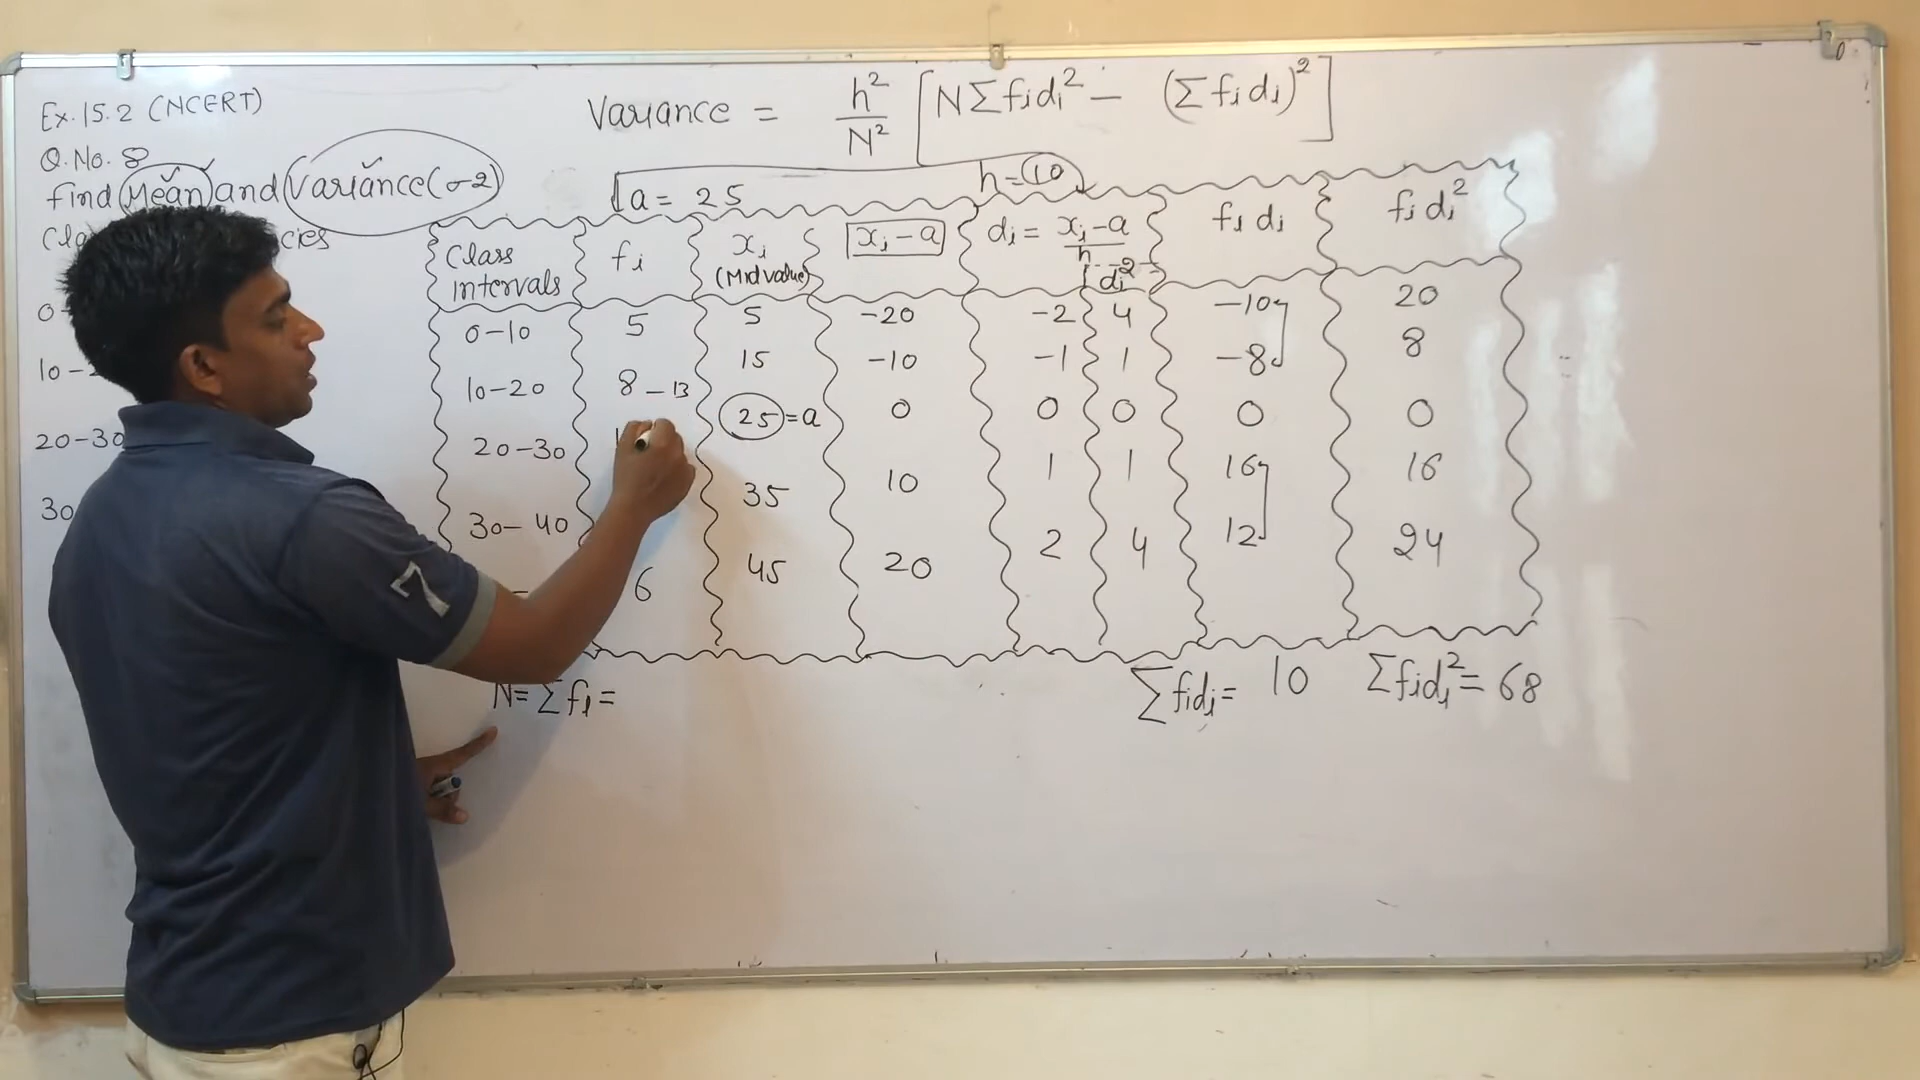 Ex. 15.2 (NCERT)
Q. No. 8
Find Mean and Variance (σ2)
cies
0
10-
20-30
30
Variance = h²/N² [N Σ fᵢdᵢ² - (Σ fᵢ dᵢ)²]
a = 25
h = 10
Class Intervals | fᵢ | xᵢ (Mid value) | xᵢ - a | dᵢ = xᵢ - a / h | dᵢ² | fᵢ dᵢ | fᵢ dᵢ²
0-10 | 5 | 5 | -20 | -2 | 4 | -10 | 20
10-20 | 8 - 13 | 15 | -10 | -1 | 1 | -8 | 8
20-30 | 25 = a | 0 | 0 | 0 | 0 | 0
30-40 | 35 | 10 | 1 | 1 | 16 | 16
- | 6 | 45 | 20 | 2 | 4 | 12 | 24
N = Σ fᵢ =
Σ fᵢdᵢ = 10
Σ fᵢdᵢ² = 68
7